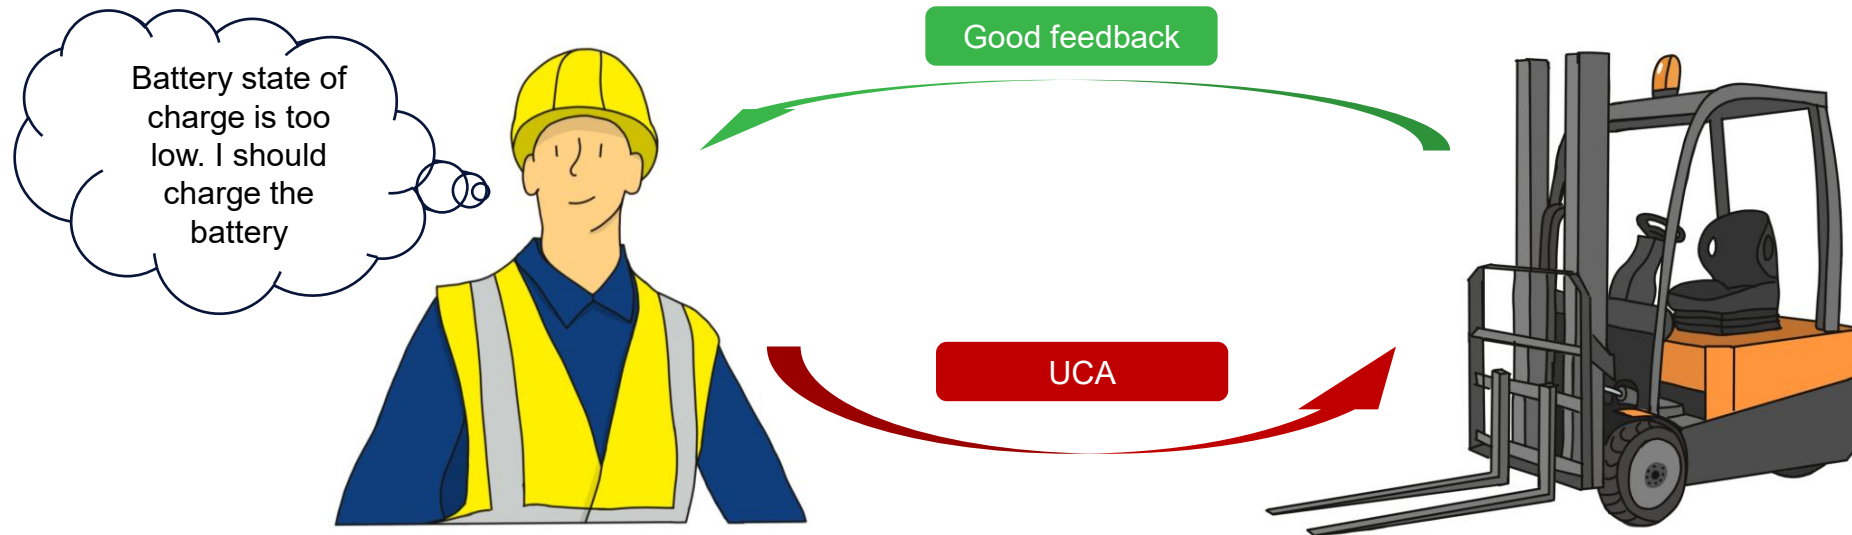 Battery state of
charge is too
low. I should
charge the
battery
Good feedback
UCA